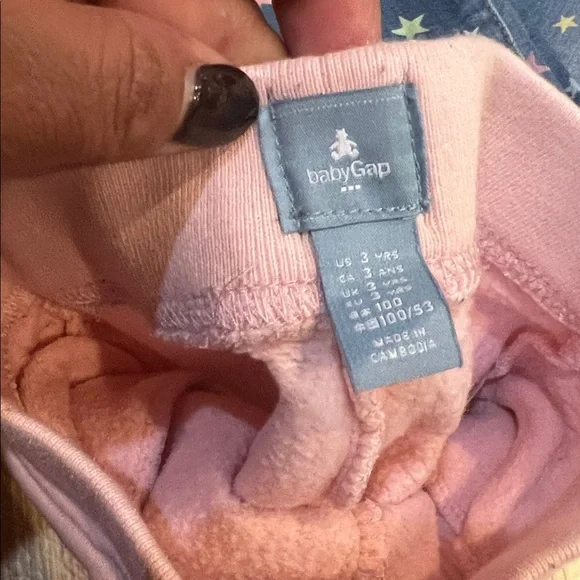 babyGap
US 3 YRS
CA 3 ANS
UK 3 YRS
EU 3 YRS
100
100/53
MADE IN
CAMBODIA